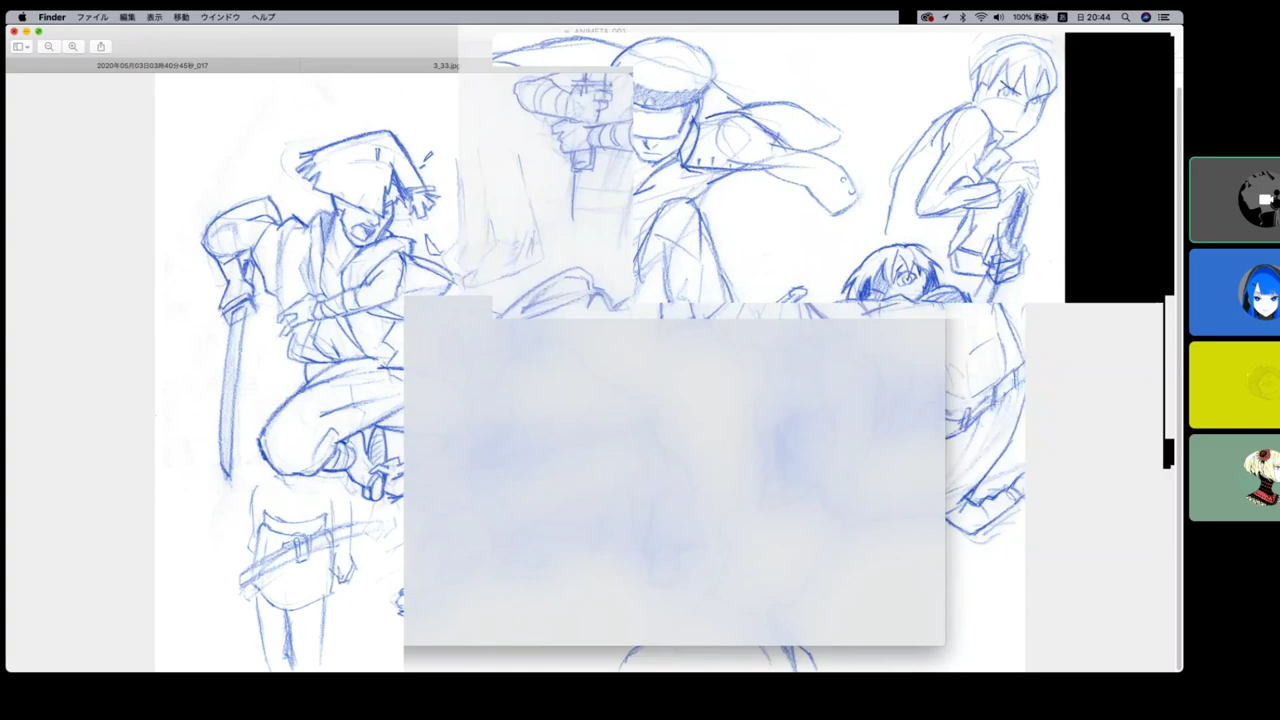 Finder ファイル 編集 表示 移動 ウインドウ ヘルプ
100% 日 20:44
ANIMETA_001
2020年05月03日03時40分45秒_017
3_33.jpg